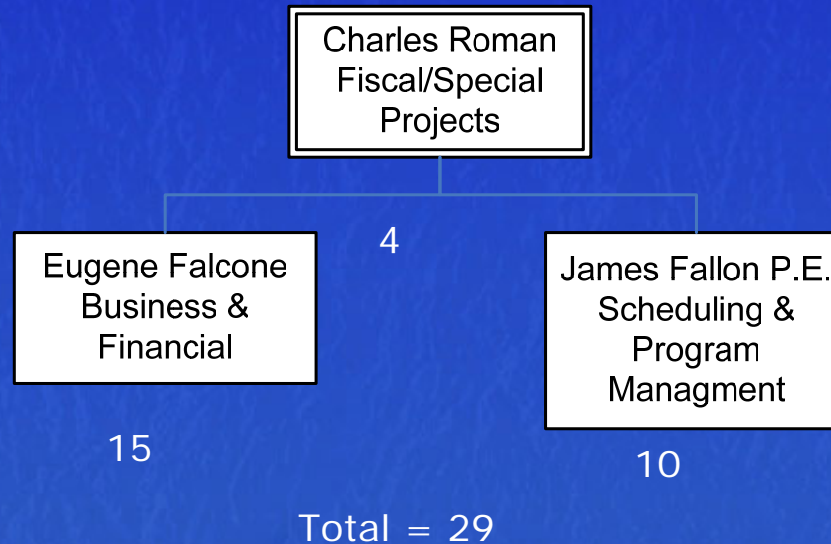 Charles Roman
Fiscal/Special
Projects
4
Eugene Falcone
Business &
Financial
15
James Fallon P.E.
Scheduling &
Program
Managment
10
Total = 29